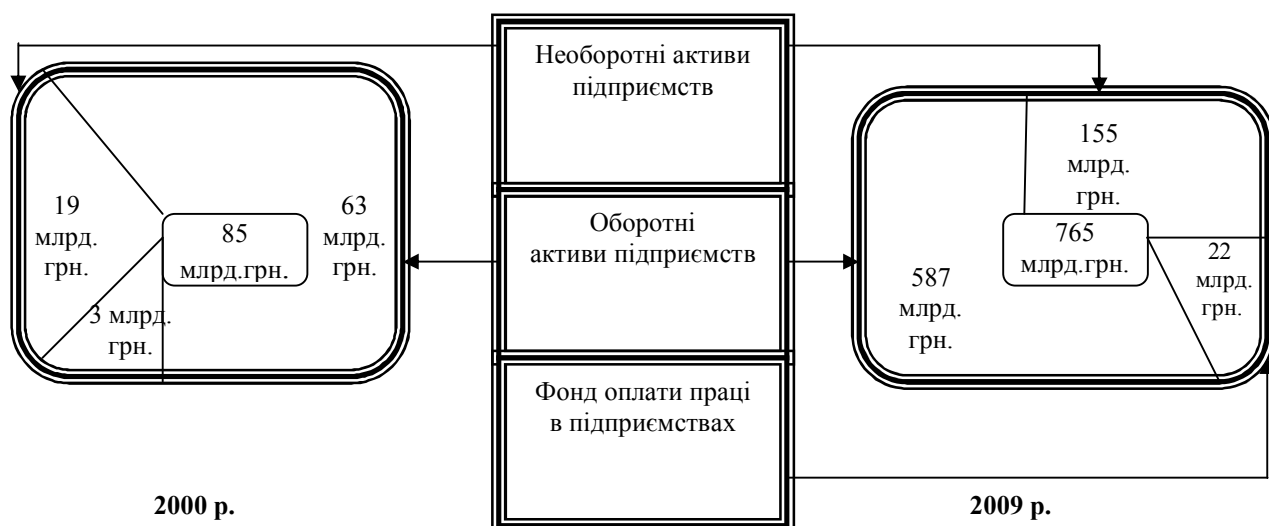 Необоротні активи
підприємств
19
млрд.
грн.
85
млрд.грн.
63
млрд.
грн.
3 млрд.
грн.
Оборотні
активи підприємств
155
млрд.
грн.
765
млрд.грн.
22
млрд.
грн.
587
млрд.
грн.
Фонд оплати праці
в підприємствах
2000 р.
2009 р.